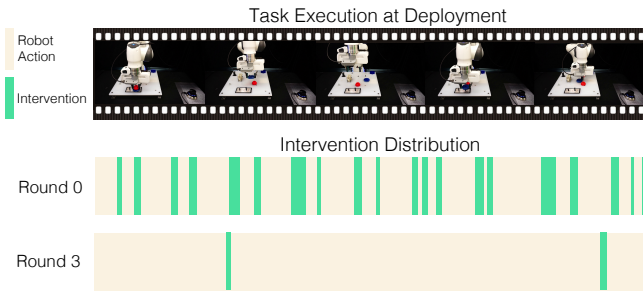 Task Execution at Deployment
Robot
Action
Intervention
Intervention Distribution
Round 0
Round 3